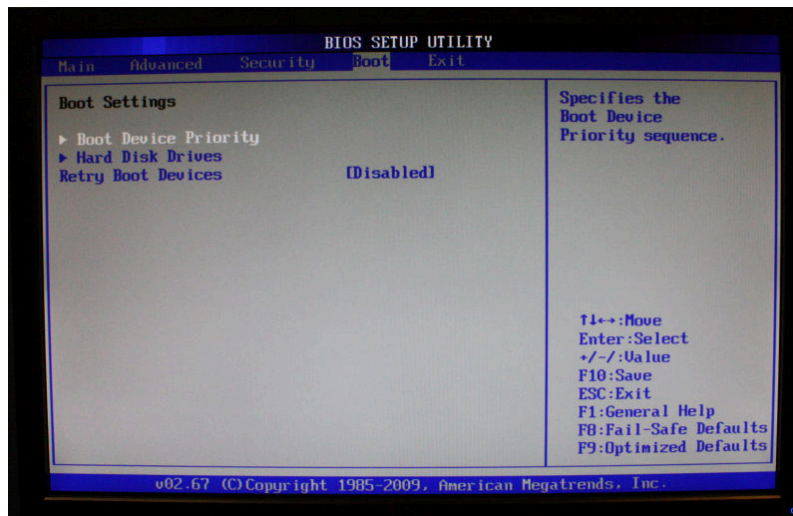 BIOS SETUP UTILITY
Main Advanced Security Boot Exit
Boot Settings
▶ Boot Device Priority
▶ Hard Disk Drives
Retry Boot Devices [Disabled]
Specifies the
Boot Device
Priority sequence.
↑↓←→:Move
Enter:Select
+/-/:Value
F10:Save
ESC:Exit
F1:General Help
F8:Fail-Safe Defaults
F9:Optimized Defaults
v02.67 (C)Copyright 1985-2009, American Megatrends, Inc.